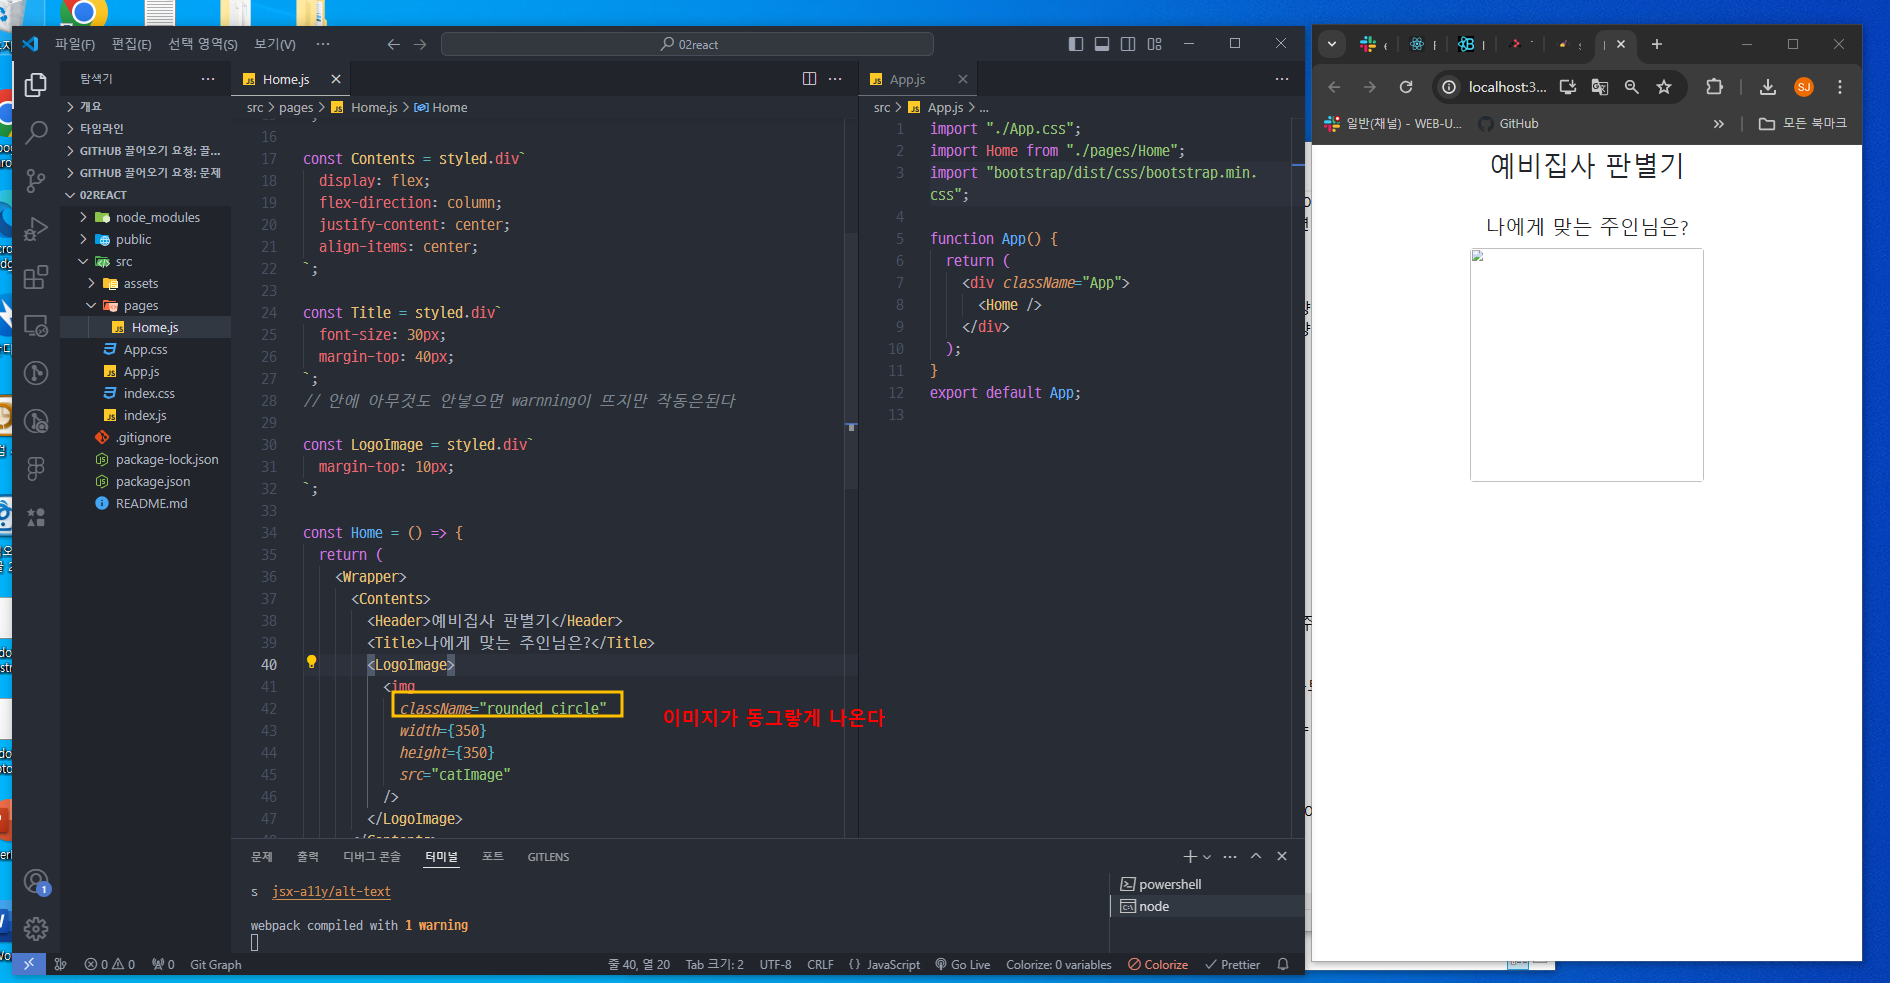 파일(F) 편집(E) 선택 영역(S) 보기(V) ··· 02react
탐색기 ···
개요
타임라인
GITHUB 끌어오기 요청: 끌...
GITHUB 끌어오기 요청: 문제
02REACT
node_modules
public
src
assets
pages
Home.js
App.css
App.js
index.css
index.js
.gitignore
package-lock.json
package.json
README.md
Home.js
src > pages > Home.js > Home
16
17 const Contents = styled.div`
18 display: flex;
19 flex-direction: column;
20 justify-content: center;
21 align-items: center;
22 `;
23
24 const Title = styled.div`
25 font-size: 30px;
26 margin-top: 40px;
27 `;
28 // 안에 아무것도 안넣으면 warnning이 뜨지만 작동은된다
29
30 const LogoImage = styled.div`
31 margin-top: 10px;
32 `;
33
34 const Home = () => {
35 return (
36 <Wrapper>
37 <Contents>
38 <Header>예비집사 판별기</Header>
39 <Title>나에게 맞는 주인님은?</Title>
40 <LogoImage>
41 <img
42 className="rounded circle"
이미지가 동그랗게 나온다
43 width={350}
44 height={350}
45 src="catImage"
46 />
47 </LogoImage>
App.js
src > App.js > ...
1 import "./App.css";
2 import Home from "./pages/Home";
3 import "bootstrap/dist/css/bootstrap.min.
css";
4
5 function App() {
6 return (
7 <div className="App">
8 <Home />
9 </div>
10 );
11 }
12 export default App;
13
문제 출력 디버그 콘솔 터미널 포트 GITLENS
s jsx-a11y/alt-text
webpack compiled with 1 warning
powershell
node
1
0 0 0 Git Graph 줄 40, 열 20 Tab 크기: 2 UTF-8 CRLF {} JavaScript Go Live Colorize: 0 variables Colorize Prettier
localhost:3... SJ
일반(채널) - WEB-U... GitHub » 모든 북마크
예비집사 판별기
나에게 맞는 주인님은?